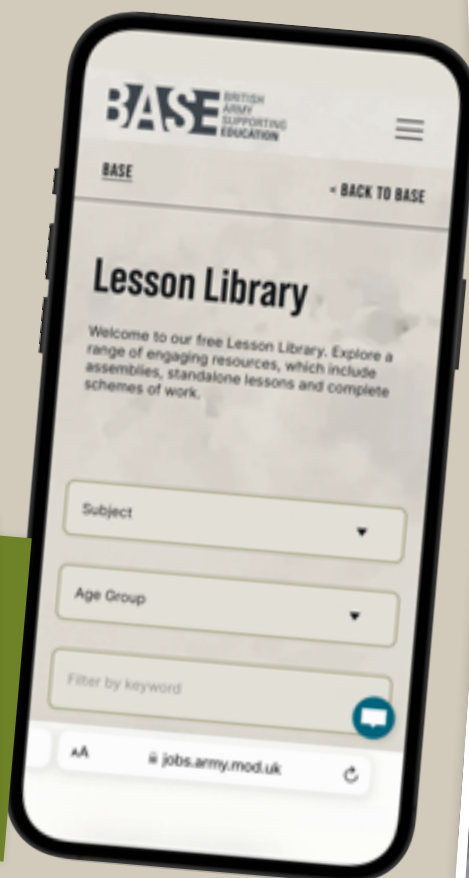 BASE BRITISH
ARMY
SUPPORTING
EDUCATION
BASE
< BACK TO BASE
Lesson Library
Welcome to our free Lesson Library. Explore a
range of engaging resources, which include
assemblies, standalone lessons and complete
schemes of work.
Subject
Age Group
Filter by keyword
AA
jobs.army.mod.uk